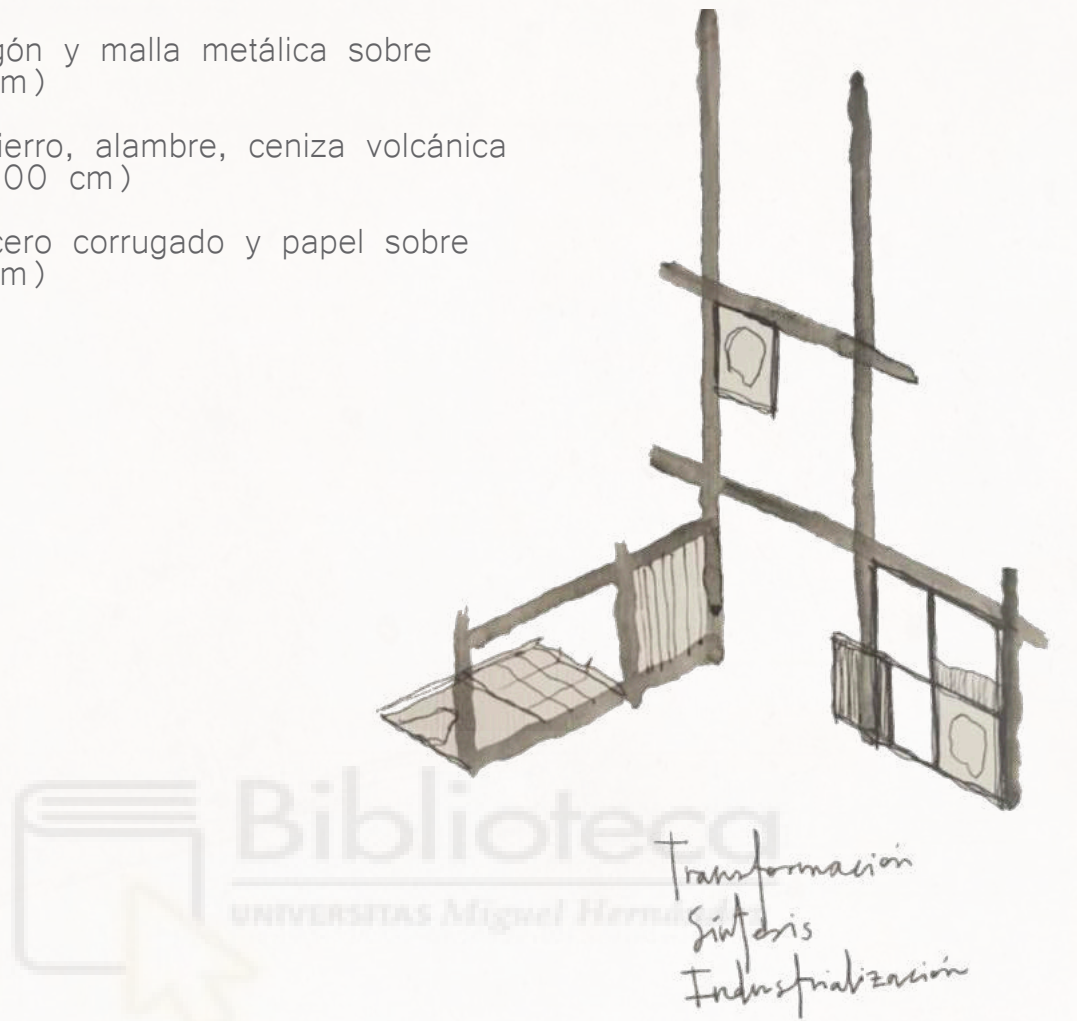 gón y malla metálica sobre
m)
ierro, alambre, ceniza volcánica
00 cm)
cero corrugado y papel sobre
m)
Biblioteca
UNIVERSITAS Miguel Hernández
Transformación
Síntesis
Industrialización